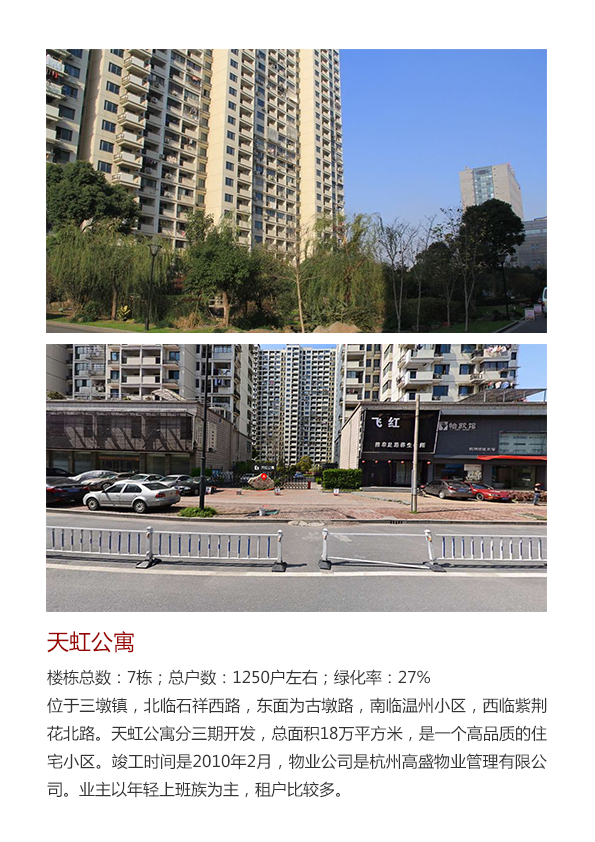 飞红
天虹公寓
楼栋总数：7栋；总户数：1250户左右；绿化率：27%
位于三墩镇，北临石祥西路，东面为古墩路，南临温州小区，西临紫荆
花北路。天虹公寓分三期开发，总面积18万平方米，是一个高品质的住
宅小区。竣工时间是2010年2月，物业公司是杭州高盛物业管理有限公
司。业主以年轻上班族为主，租户比较多。